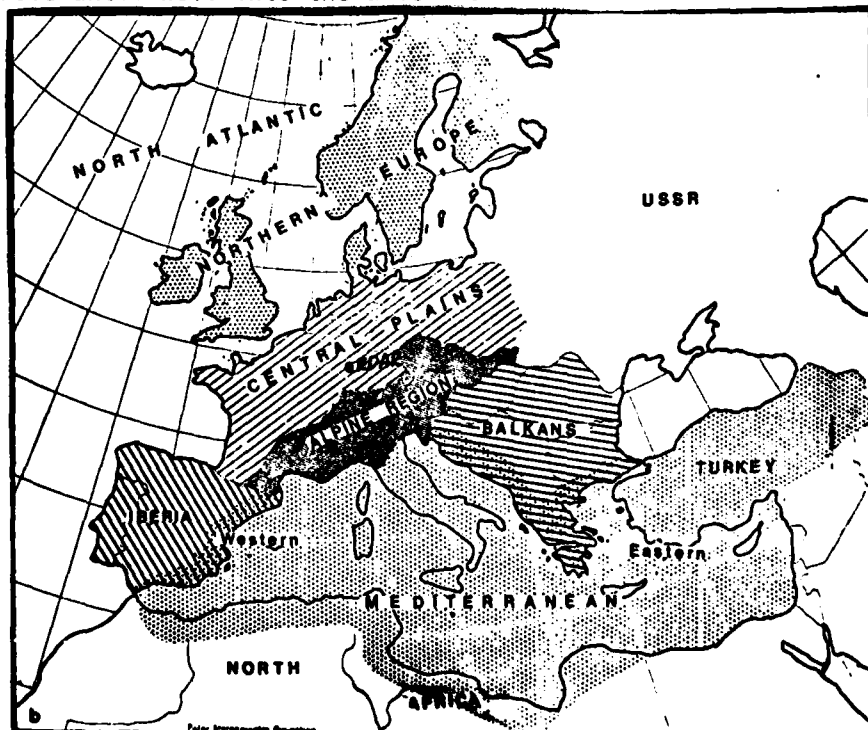 NORTH ATLANTIC
NORTHERN EUROPE
USSR
CENTRAL PLAINS
ALPINE REGION
BALKANS
TURKEY
IBERIA
Western
Eastern
MEDITERRANEAN
NORTH
AFRICA
b